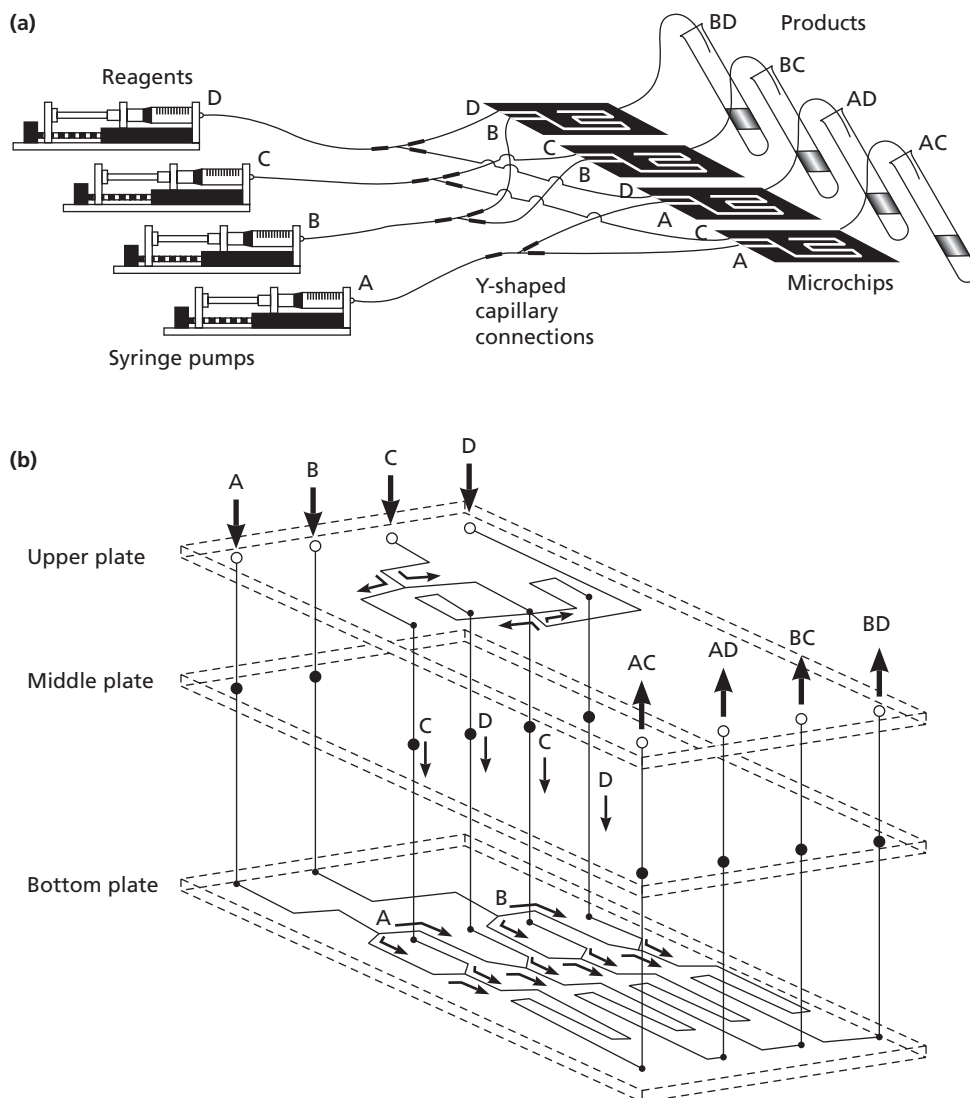 (a)
BD
Products
Reagents
BC
D
AD
D
B
C
AC
C
B
D
B
A
C
A
A
Y-shaped
capillary
connections
Microchips
Syringe pumps
(b)
A
B
C
D
Upper plate
AC
AD
BC
BD
Middle plate
C
D
C
D
Bottom plate
A
B